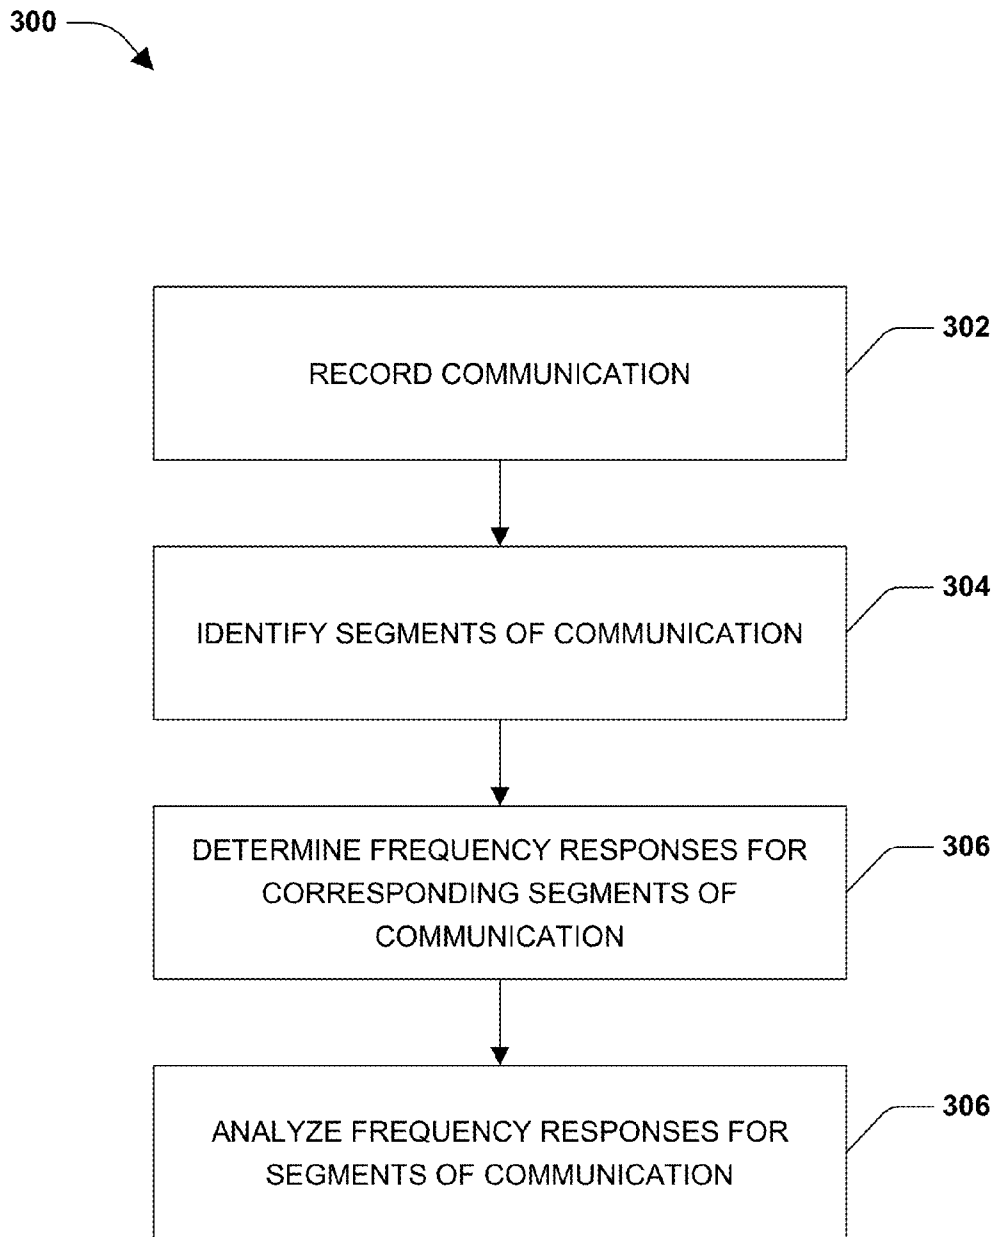 300
302
RECORD COMMUNICATION
304
IDENTIFY SEGMENTS OF COMMUNICATION
306
DETERMINE FREQUENCY RESPONSES FOR
CORRESPONDING SEGMENTS OF
COMMUNICATION
306
ANALYZE FREQUENCY RESPONSES FOR
SEGMENTS OF COMMUNICATION